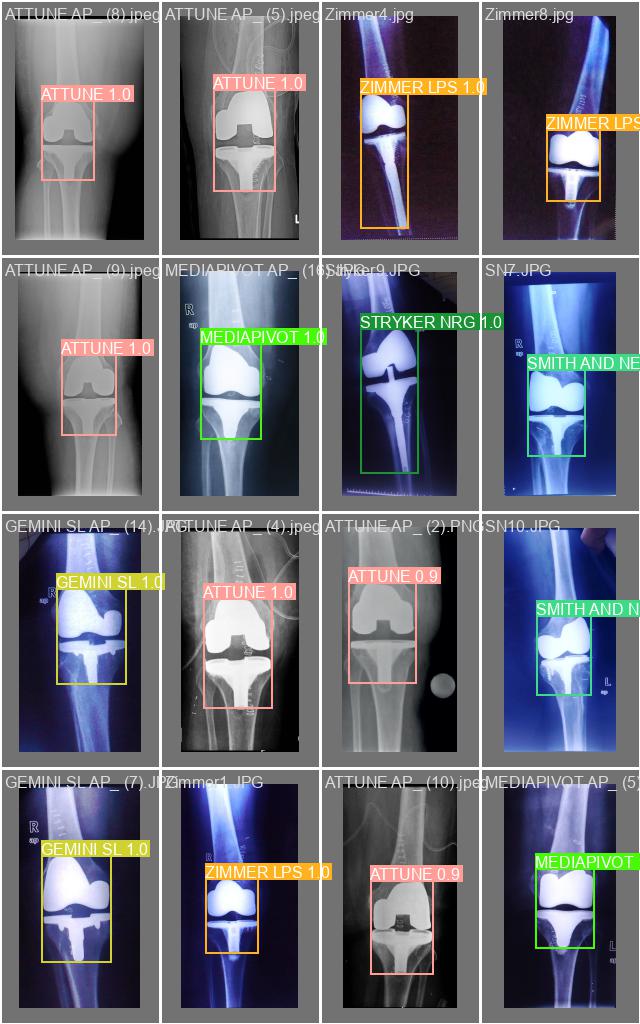 ATTUNE AP_ (8).jpeg
ATTUNE 1.0
ATTUNE AP_ (5).jpeg
ATTUNE 1.0
L
Zimmer4.jpg
ZIMMER LPS 1.0
Zimmer8.jpg
ZIMMER LPS
ATTUNE AP_ (9).jpeg
ATTUNE 1.0
MEDIAPIVOT AP_ (16).JPG
R
ap
MEDIAPIVOT 1.0
Stryker9.JPG
STRYKER NRG 1.0
SN7.JPG
R
ap
SMITH AND NE
GEMINI SL AP_ (14).JPG
R
ap
GEMINI SL 1.0
ATTUNE AP_ (4).jpeg
ATTUNE 1.0
ATTUNE AP_ (2).PNG
ATTUNE 0.9
SN10.JPG
SMITH AND N
L
ap
GEMINI SL AP_ (7).JPG
R
ap
GEMINI SL 1.0
Zimmer1.JPG
R
ZIMMER LPS 1.0
ATTUNE AP_ (10).jpeg
ATTUNE 0.9
MEDIAPIVOT AP_ (5)
MEDIAPIVOT
L